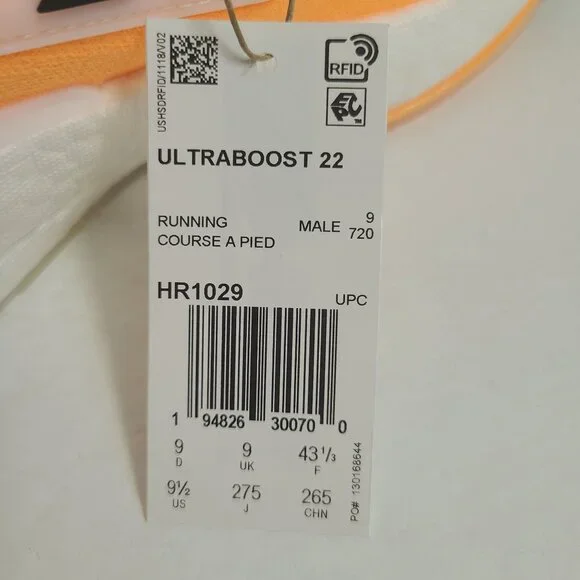 USHSDRFID/1118/V02
RFID
EPC™
ULTRABOOST 22
RUNNING
COURSE A PIED
MALE 9
720
HR1029
UPC
1 94826 30070 0
9 9 43 1/3
D UK F
9½ 275 265
US J CHN
PO# 130168644